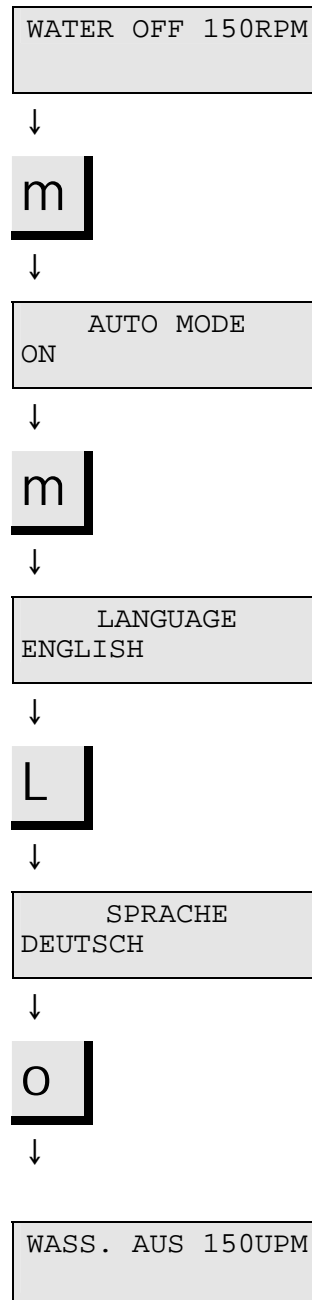 WATER OFF 150RPM
↓
m
↓
AUTO MODE
ON
↓
m
↓
LANGUAGE
ENGLISH
↓
L
↓
SPRACHE
DEUTSCH
↓
o
↓
WASS. AUS 150UPM